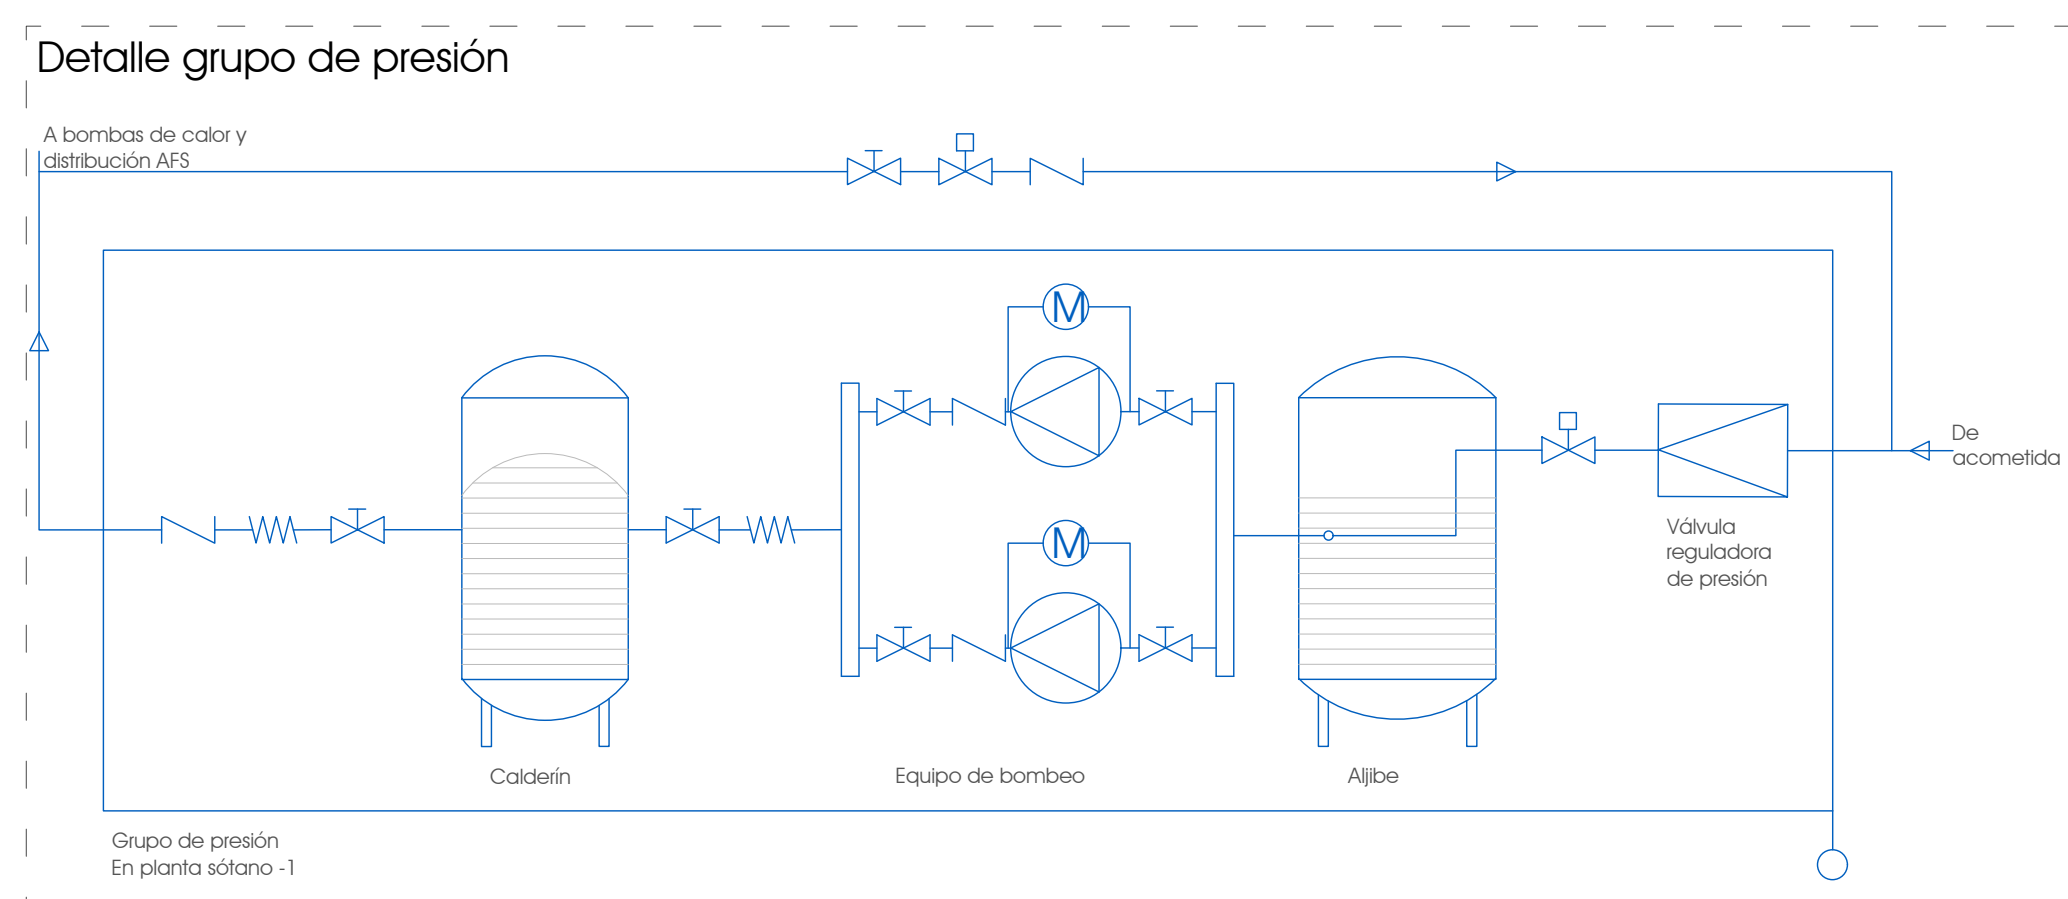 Detalle grupo de presión
A bombas de calor y
distribución AFS
M
De
acometida
M
Válvula
reguladora
de presión
Calderín
Equipo de bombeo
Aljibe
Grupo de presión
En planta sótano -1